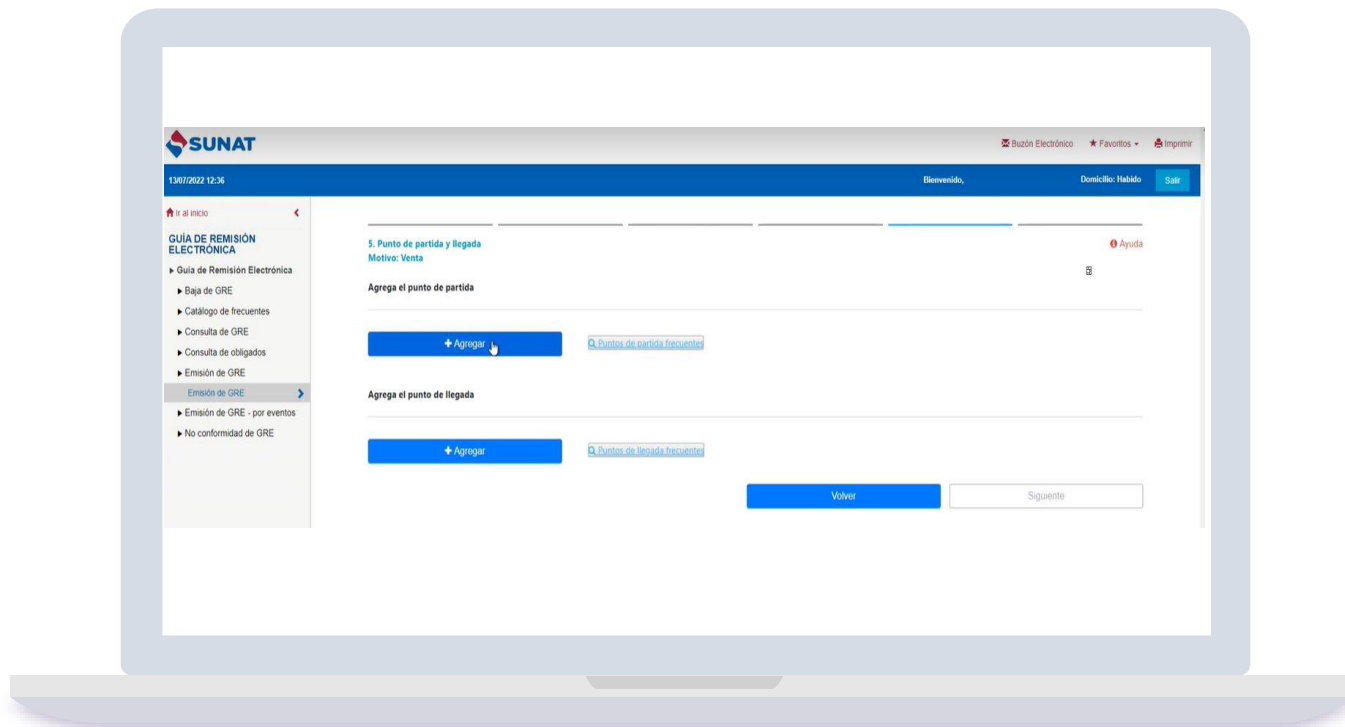 SUNAT
Buzón Electrónico
Favoritos
Imprimir
13/07/2022 12:36
Bienvenido,
Domicilio: Habido
Salir
Ir al inicio
GUÍA DE REMISIÓN
ELECTRÓNICA
Guia de Remisión Electrónica
Baja de GRE
Catálogo de frecuentes
Consulta de GRE
Consulta de obligados
Emisión de GRE
Emisión de GRE
Emisión de GRE - por eventos
No conformidad de GRE
5. Punto de partida y llegada
Motivo: Venta
Ayuda
Agrega el punto de partida
+ Agregar
Puntos de partida frecuentes
Agrega el punto de llegada
+ Agregar
Puntos de llegada frecuentes
Volver
Siguiente